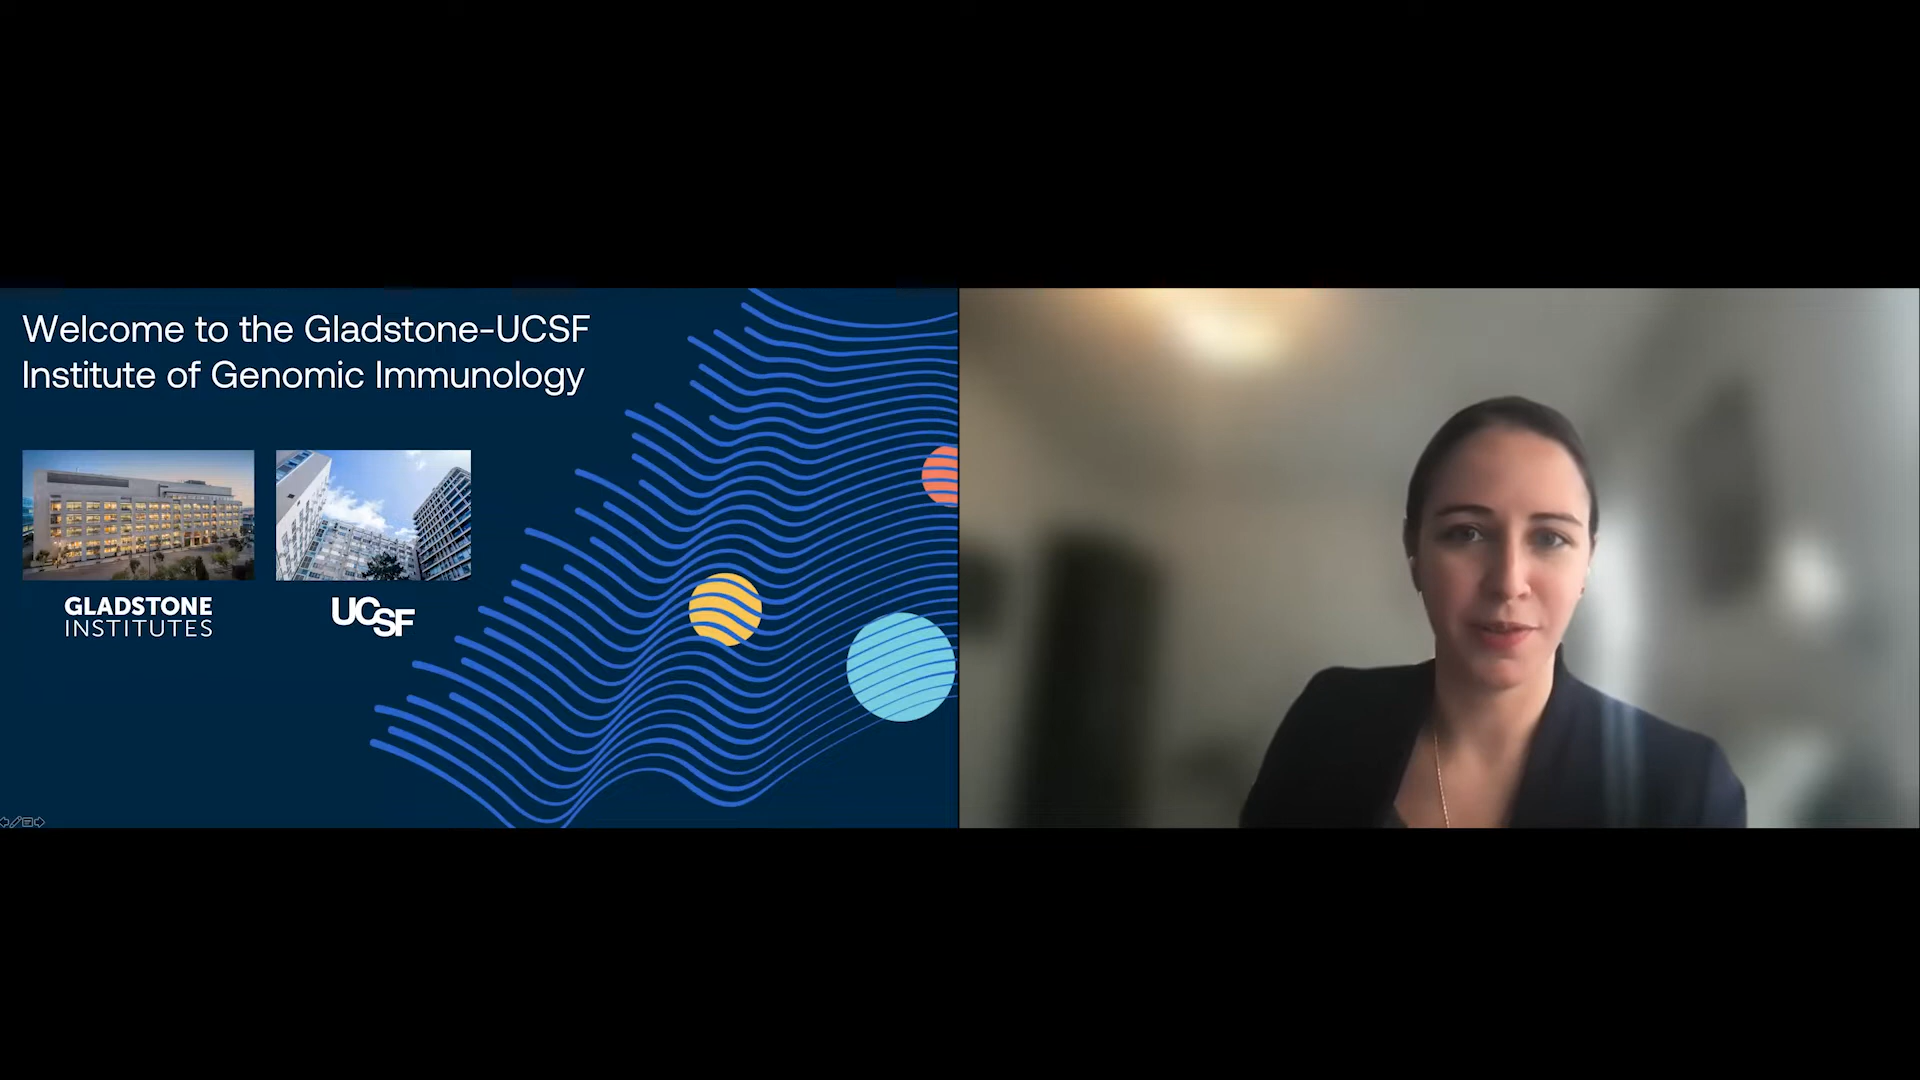 Welcome to the Gladstone-UCSF
Institute of Genomic Immunology
GLADSTONE
INSTITUTES
UCSF